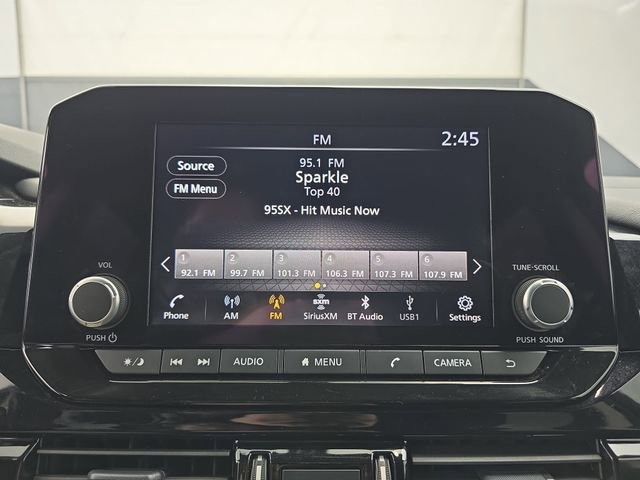 FM
2:45
Source
FM Menu
95.1 FM
Sparkle
Top 40
95SX - Hit Music Now
1 2 3 4 5 6
92.1 FM 99.7 FM 101.3 FM 106.3 FM 107.3 FM 107.9 FM
VOL
TUNE·SCROLL
Phone AM FM SXM SiriusXM BT Audio USB1 Settings
PUSH
PUSH SOUND
AUDIO MENU CAMERA